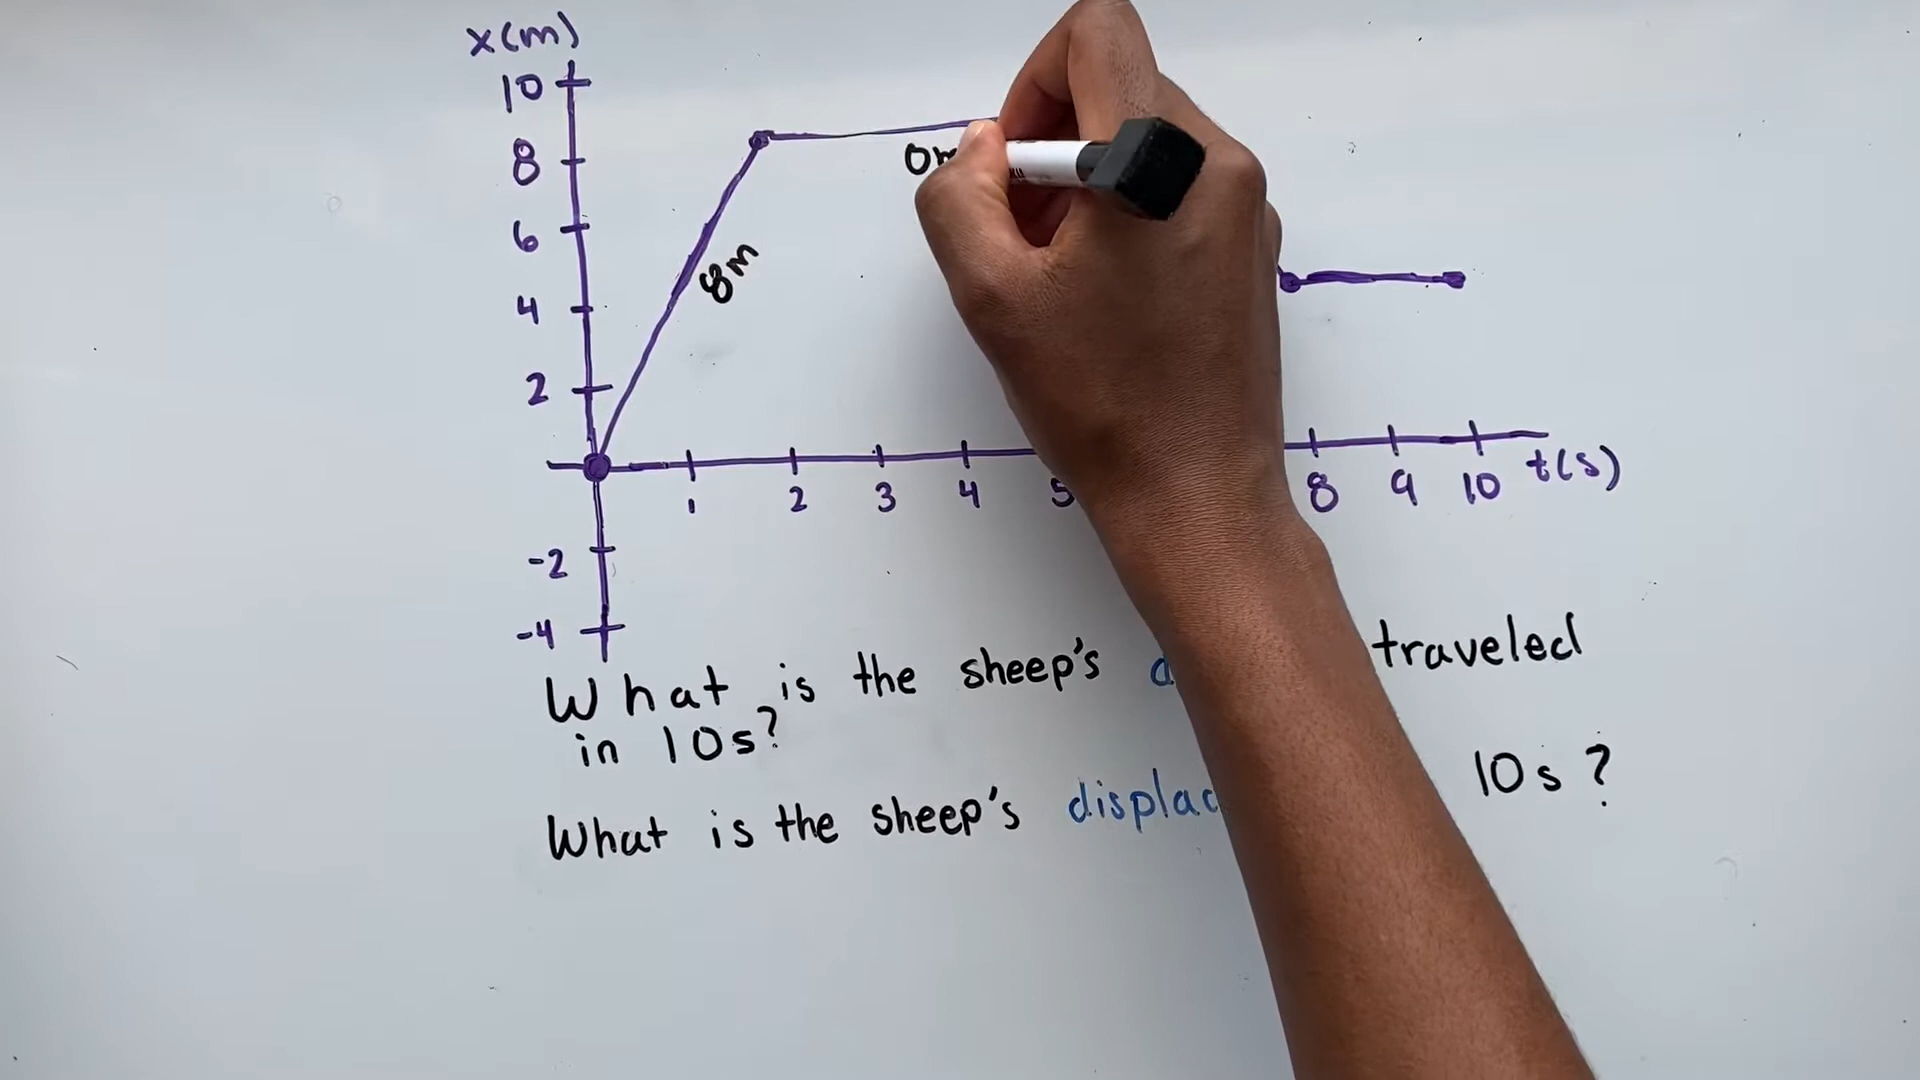 x(m)
10
8
0m
6
8m
4
2
1 2 3 4 5 8 9 10 t(s)
-2
-4
What is the sheep's traveled
in 10s?
What is the sheep's 10s?